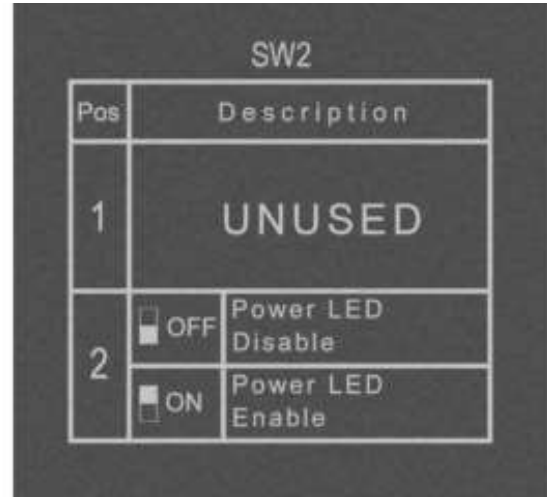 SW2
Pos Description
1 UNUSED
2 OFF Power LED
Disable
ON Power LED
Enable